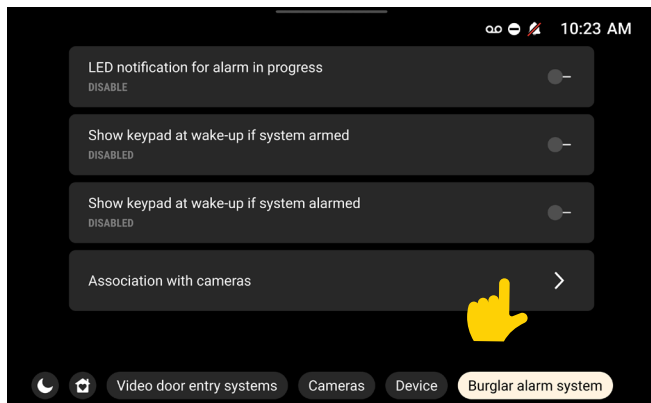 10:23 AM
LED notification for alarm in progress
DISABLE
Show keypad at wake-up if system armed
DISABLED
Show keypad at wake-up if system alarmed
DISABLED
Association with cameras
Video door entry systems Cameras Device Burglar alarm system